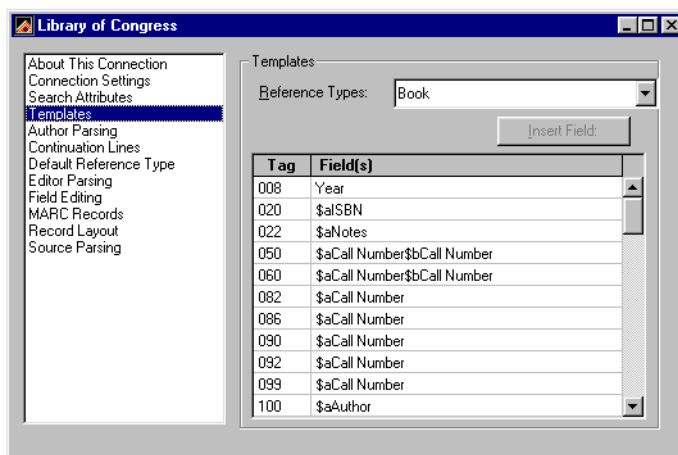 Library of Congress
About This Connection
Connection Settings
Search Attributes
Templates
Author Parsing
Continuation Lines
Default Reference Type
Editor Parsing
Field Editing
MARC Records
Record Layout
Source Parsing
Templates
Reference Types: Book
Insert Field:
Tag Field(s)
008 Year
020 $aISBN
022 $aNotes
050 $aCall Number$bCall Number
060 $aCall Number$bCall Number
082 $aCall Number
086 $aCall Number
090 $aCall Number
092 $aCall Number
099 $aCall Number
100 $aAuthor